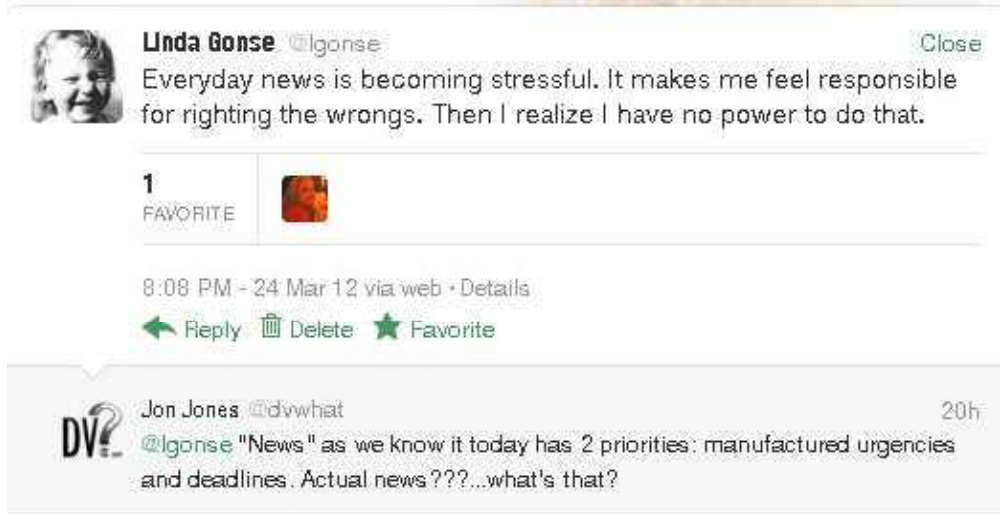 Linda Gonse @lgonse Close
Everyday news is becoming stressful. It makes me feel responsible
for righting the wrongs. Then I realize I have no power to do that.
1
FAVORITE
8:08 PM - 24 Mar 12 via web · Details
Reply Delete Favorite
DV?
Jon Jones @dvwhat 20h
@lgonse "News" as we know it today has 2 priorities: manufactured urgencies
and deadlines. Actual news???...what's that?